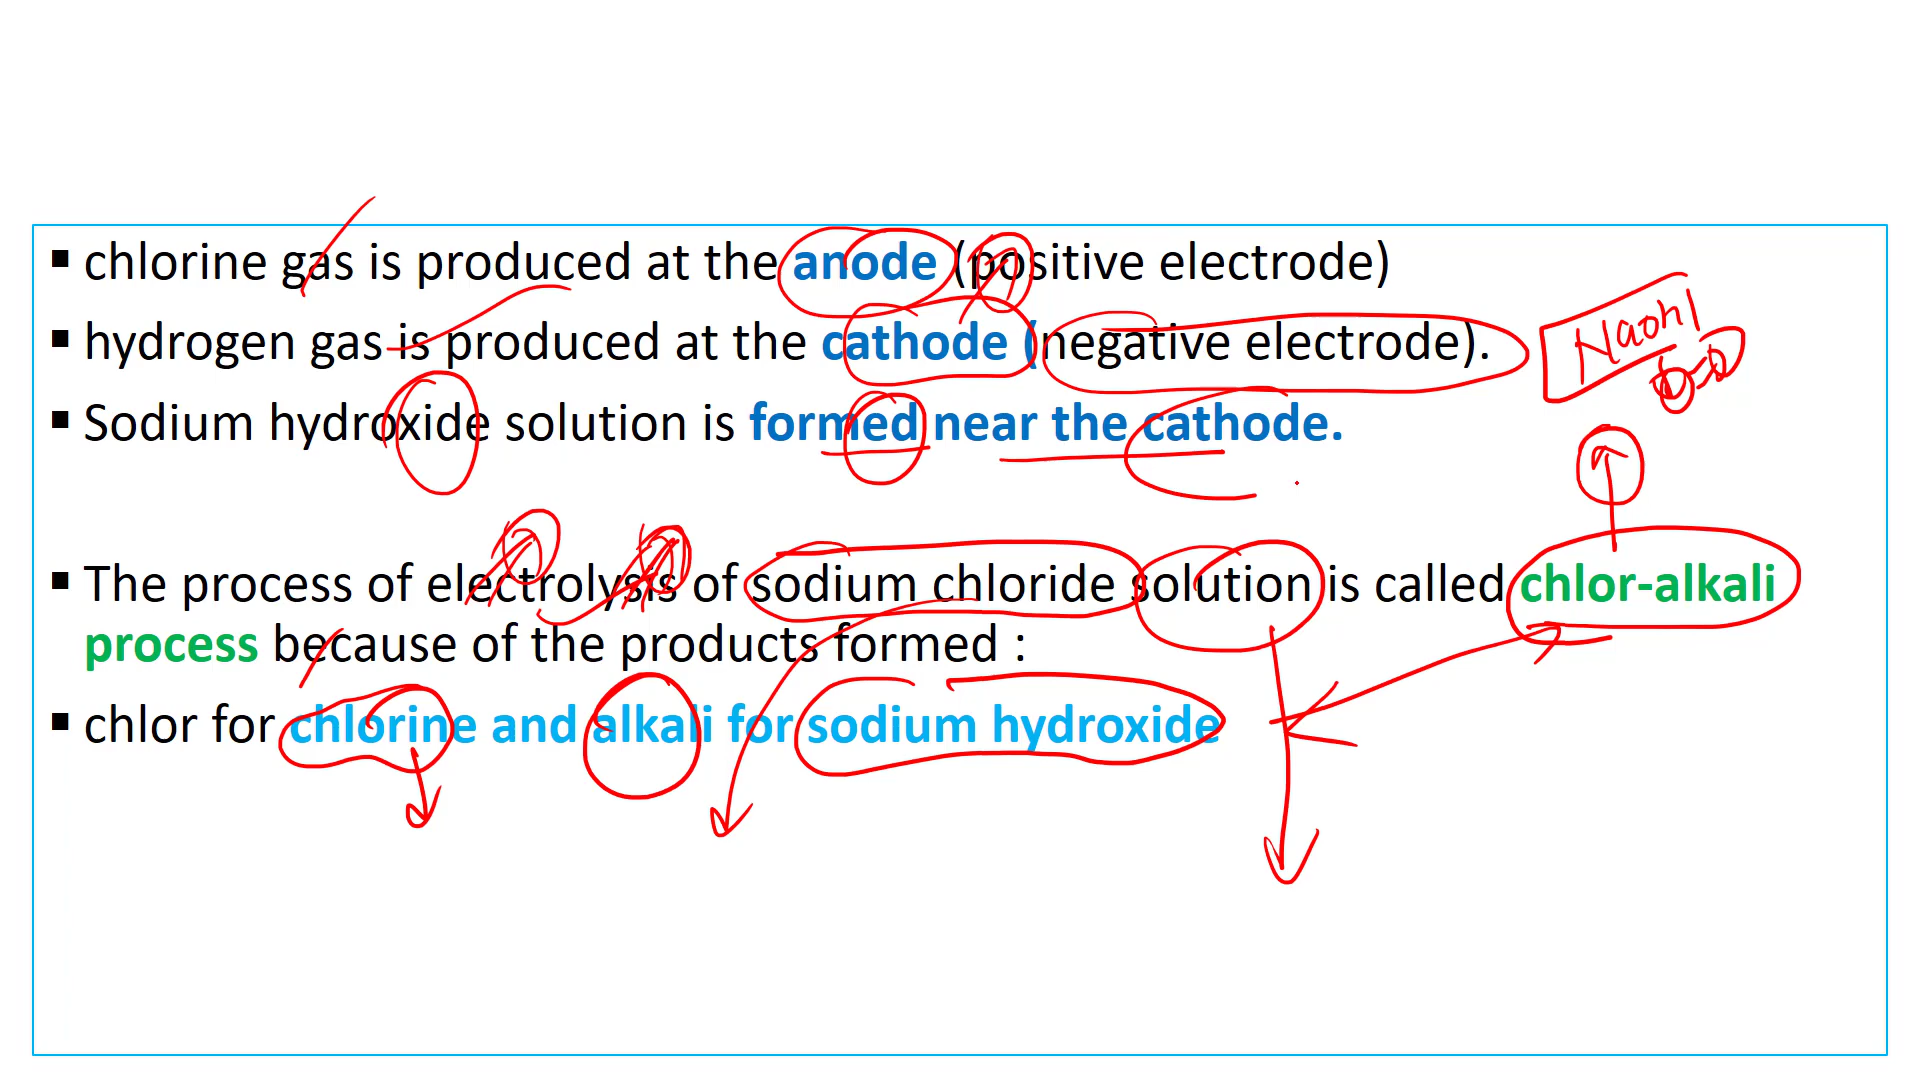 ▪ chlorine gas is produced at the anode (positive electrode)
▪ hydrogen gas is produced at the cathode (negative electrode).
Naoh
▪ Sodium hydroxide solution is formed near the cathode.
▪ The process of electrolysis of sodium chloride solution is called chlor-alkali
process because of the products formed :
▪ chlor for chlorine and alkali for sodium hydroxide